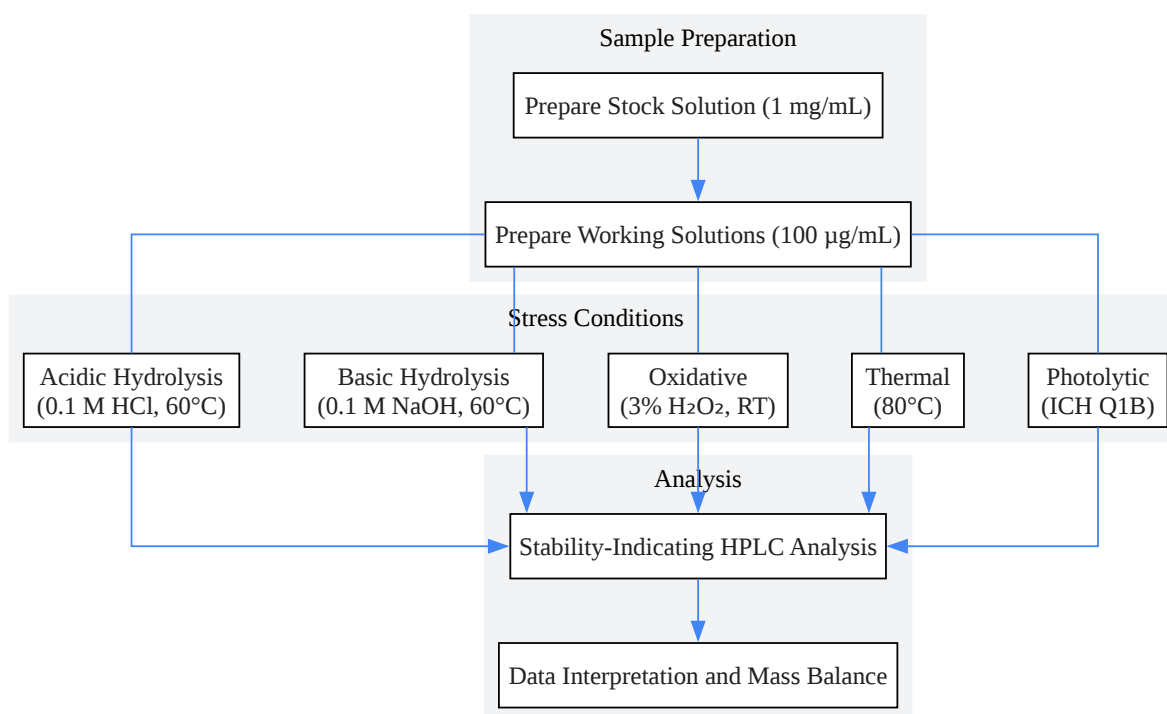 Sample Preparation
Prepare Stock Solution (1 mg/mL)
Prepare Working Solutions (100 µg/mL)
Stress Conditions
Acidic Hydrolysis
(0.1 M HCl, 60°C)
Basic Hydrolysis
(0.1 M NaOH, 60°C)
Oxidative
(3% H₂O₂, RT)
Thermal
(80°C)
Photolytic
(ICH Q1B)
Analysis
Stability-Indicating HPLC Analysis
Data Interpretation and Mass Balance